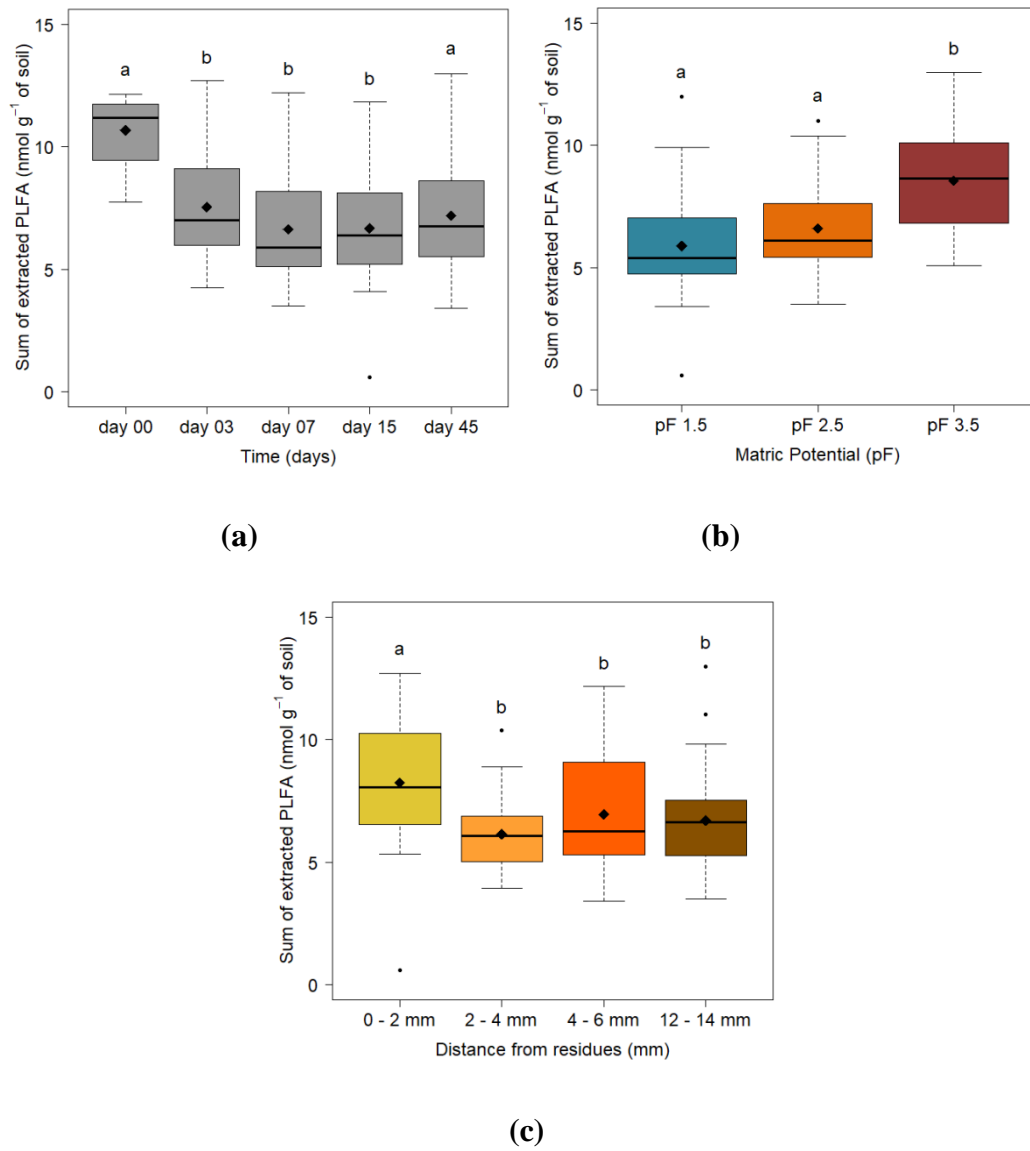 Sum of extracted PLFA (nmol g⁻¹ of soil)
15
10
5
0
a
b
b
b
a
day 00 day 03 day 07 day 15 day 45
Time (days)
(a)
Sum of extracted PLFA (nmol g⁻¹ of soil)
15
10
5
0
a
a
b
pF 1.5 pF 2.5 pF 3.5
Matric Potential (pF)
(b)
Sum of extracted PLFA (nmol g⁻¹ of soil)
15
10
5
0
a
b
b
b
0 - 2 mm 2 - 4 mm 4 - 6 mm 12 - 14 mm
Distance from residues (mm)
(c)